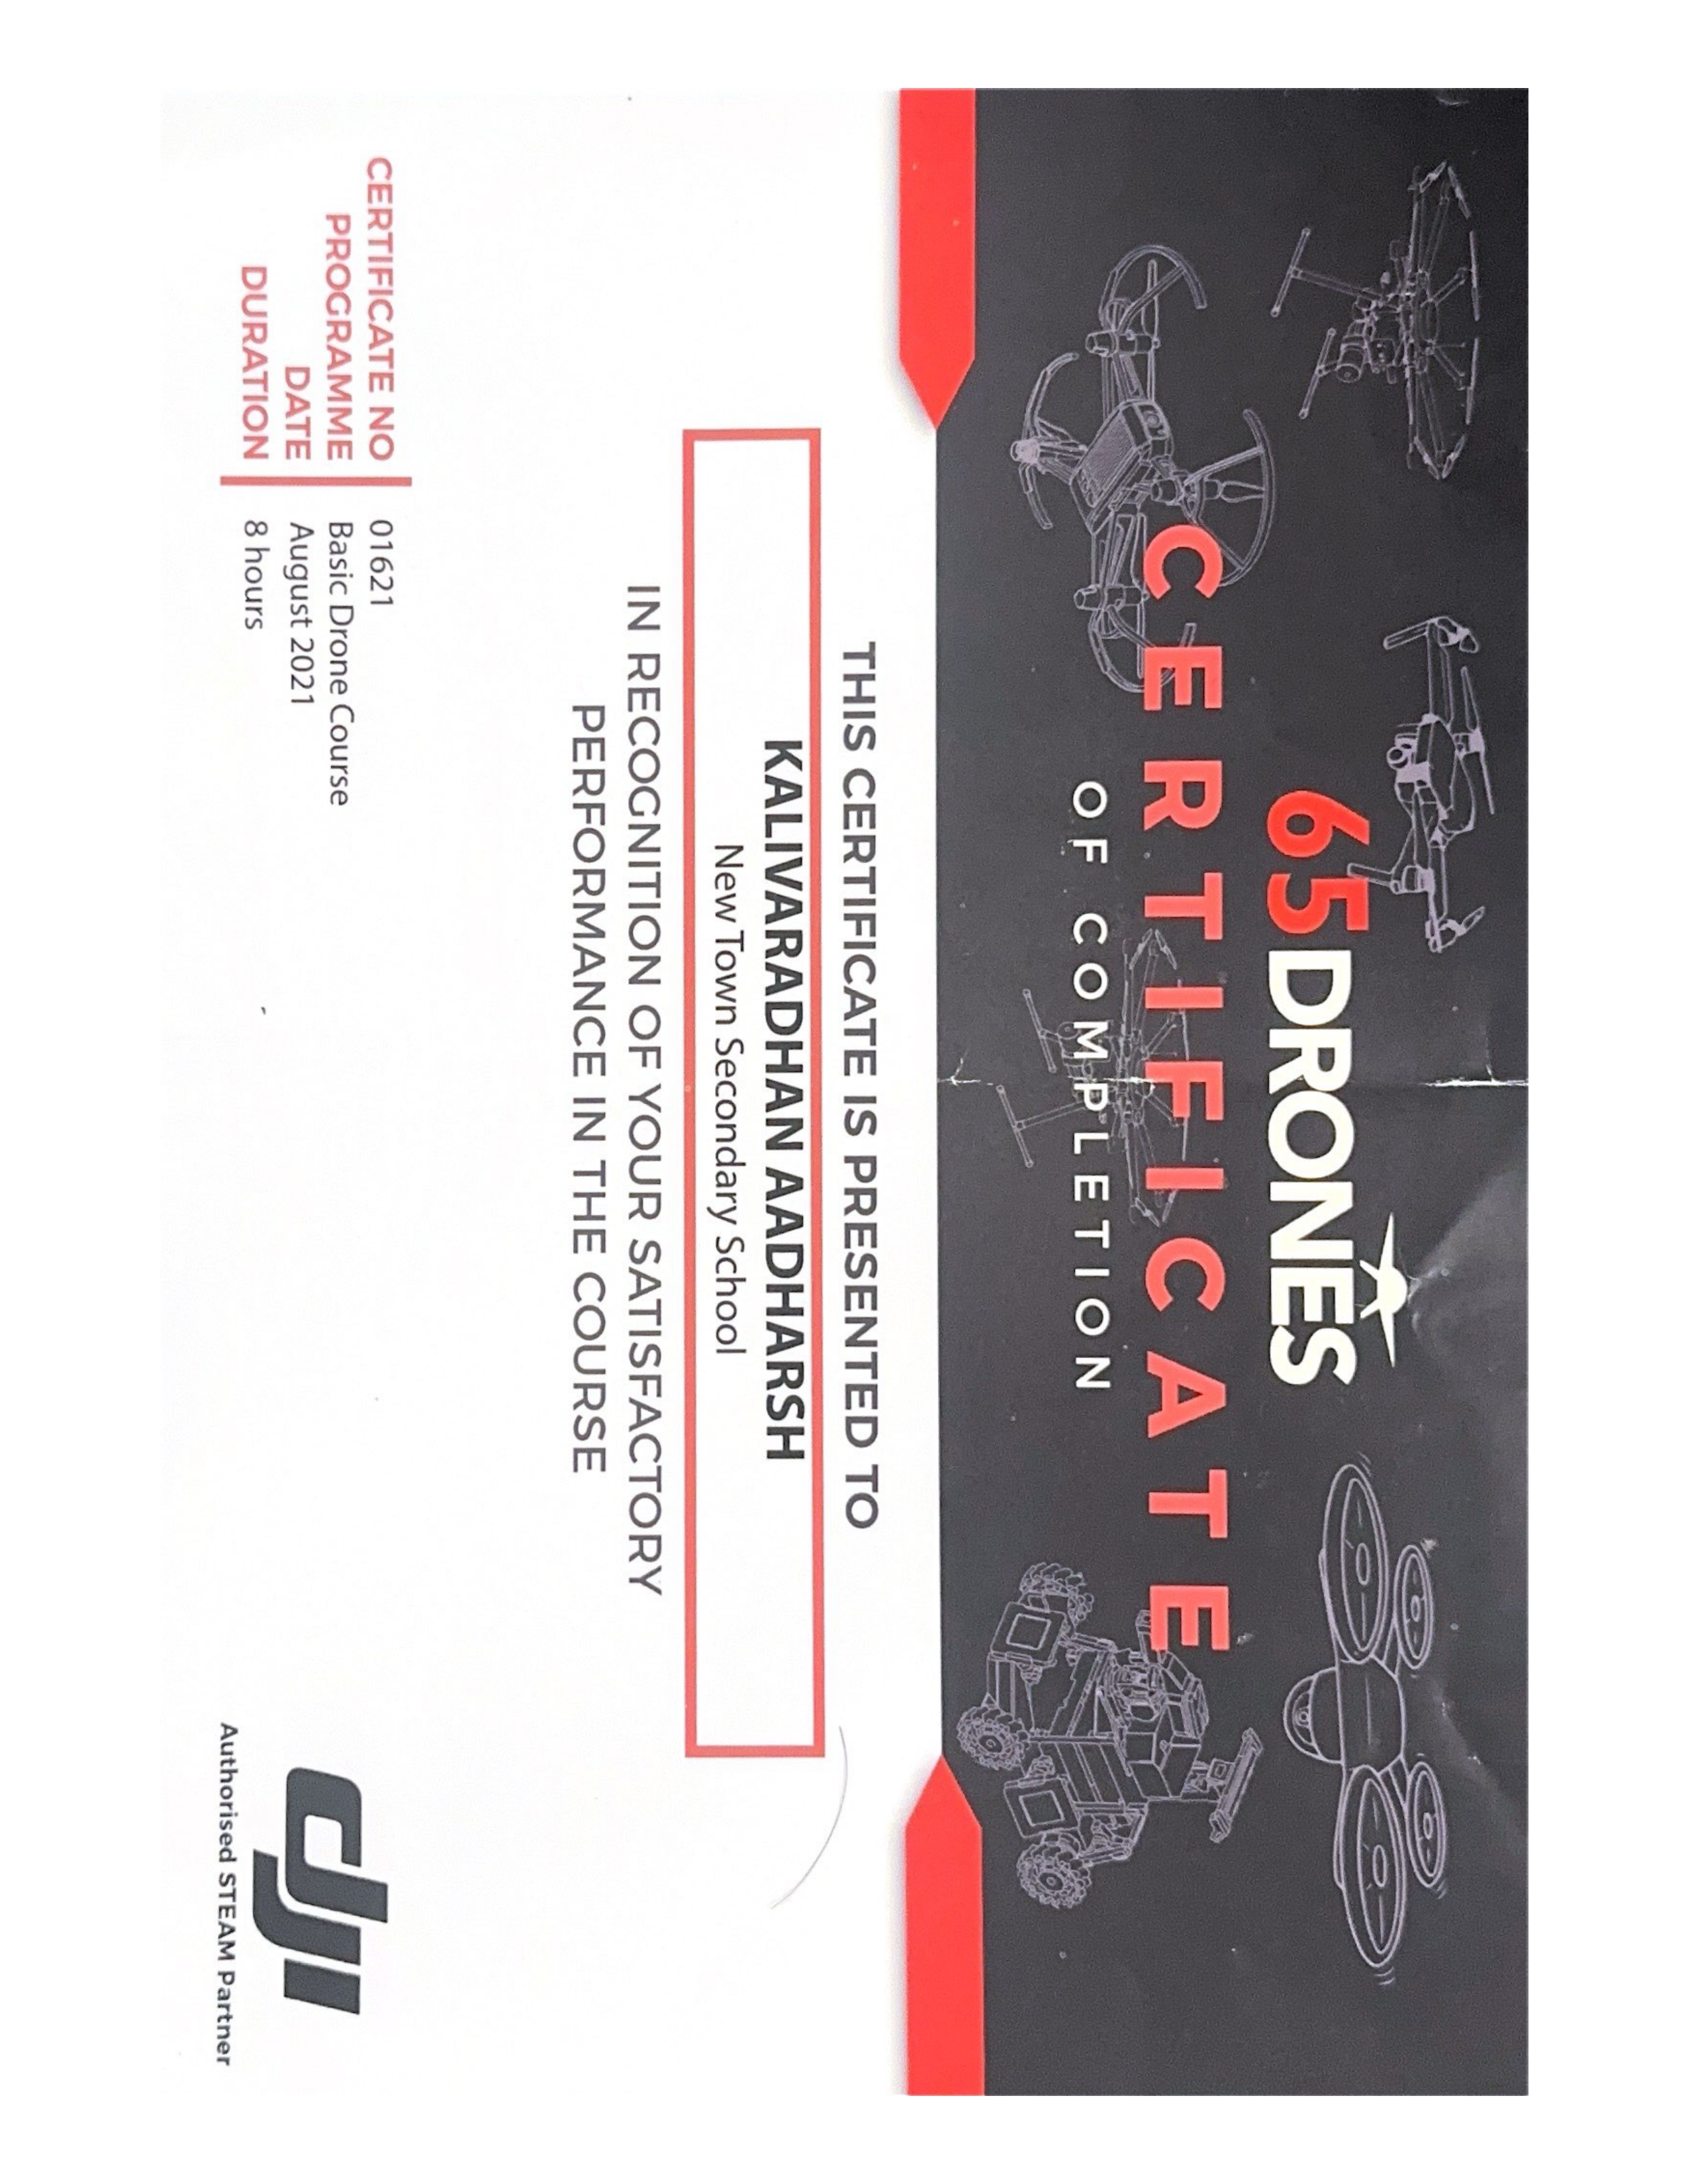 65DRONES
CERTIFICATE
OF COMPLETION
THIS CERTIFICATE IS PRESENTED TO
KALIVARADHAN AADHARSH
New Town Secondary School
IN RECOGNITION OF YOUR SATISFACTORY
PERFORMANCE IN THE COURSE
CERTIFICATE NO 01621
PROGRAMME Basic Drone Course
DATE August 2021
DURATION 8 hours
dji
Authorised STEAM Partner